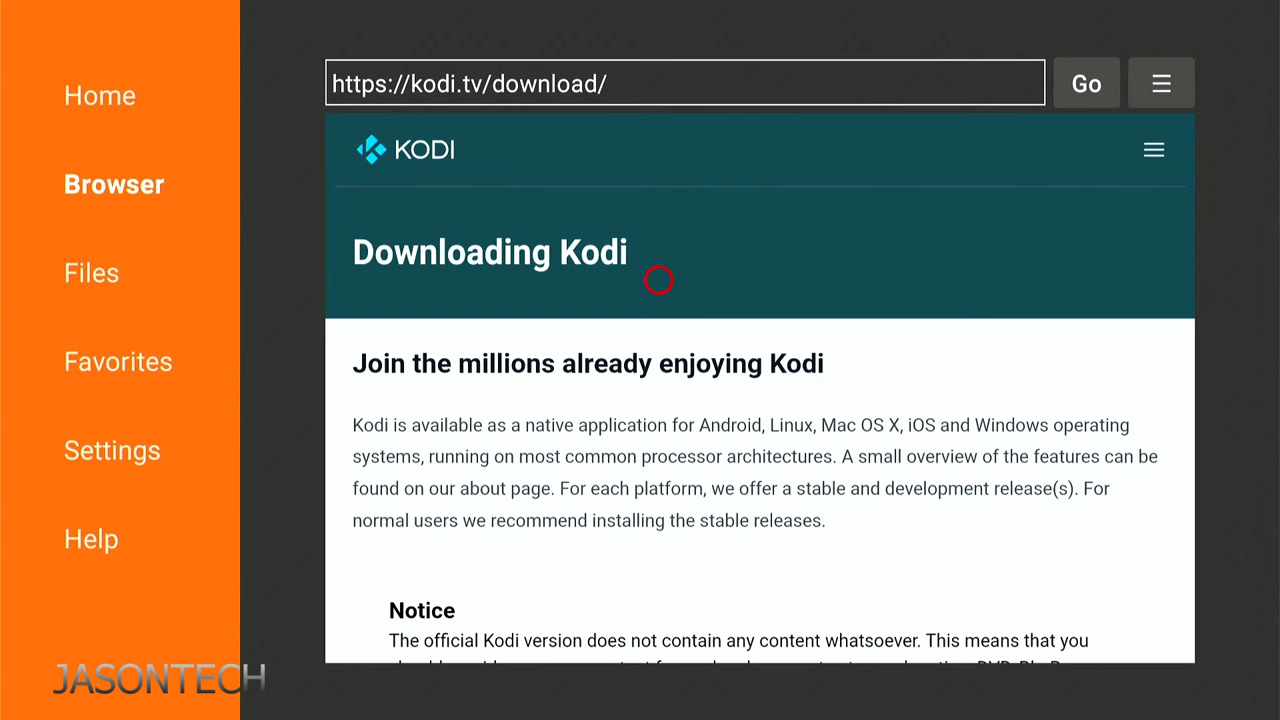 Home
Browser
Files
Favorites
Settings
Help
JASONTECH
https://kodi.tv/download/
Go
KODI
Downloading Kodi
Join the millions already enjoying Kodi
Kodi is available as a native application for Android, Linux, Mac OS X, iOS and Windows operating
systems, running on most common processor architectures. A small overview of the features can be
found on our about page. For each platform, we offer a stable and development release(s). For
normal users we recommend installing the stable releases.
Notice
The official Kodi version does not contain any content whatsoever. This means that you